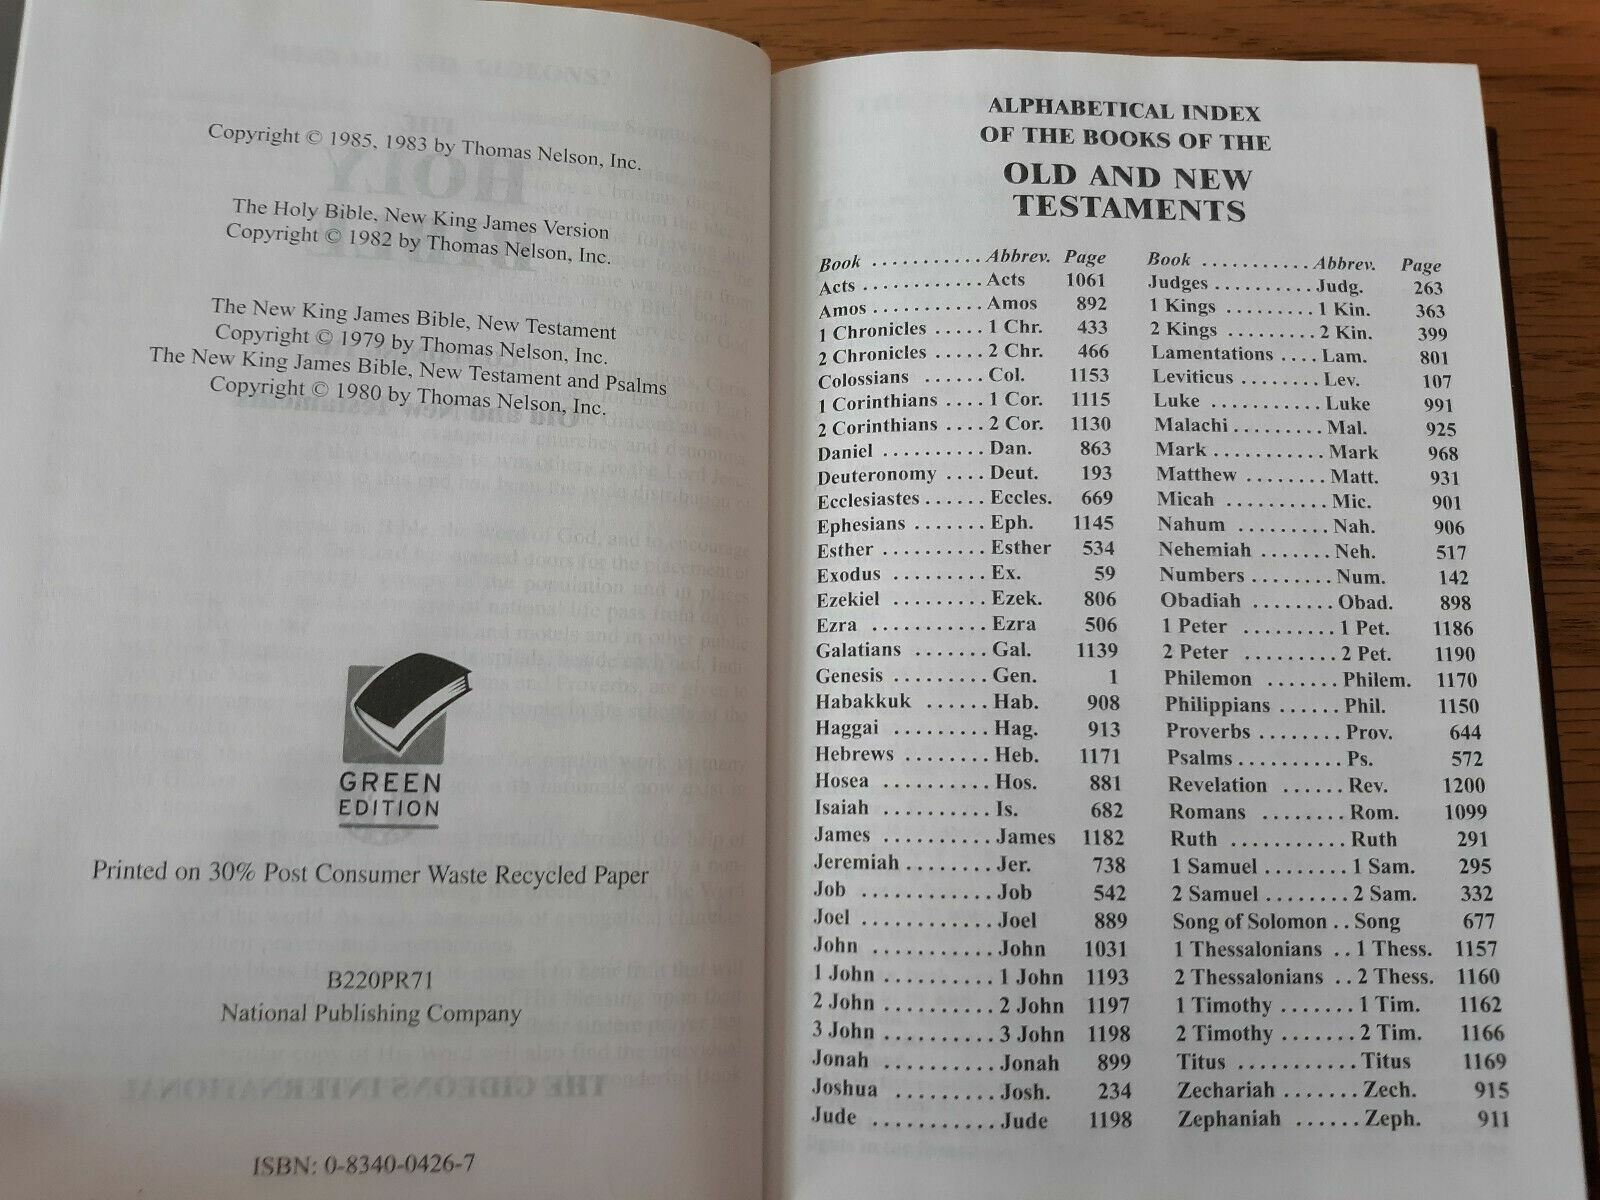 Copyright © 1985, 1983 by Thomas Nelson, Inc.
The Holy Bible, New King James Version
Copyright © 1982 by Thomas Nelson, Inc.
The New King James Bible, New Testament
Copyright © 1979 by Thomas Nelson, Inc.
The New King James Bible, New Testament and Psalms
Copyright © 1980 by Thomas Nelson, Inc.
GREEN
EDITION
Printed on 30% Post Consumer Waste Recycled Paper
B220PR71
National Publishing Company
THE GIDEONS INTERNATIONAL
ISBN: 0-8340-0426-7
ALPHABETICAL INDEX
OF THE BOOKS OF THE
OLD AND NEW
TESTAMENTS
Book ........... Abbrev. Page
Acts ............ Acts 1061
Amos ........... Amos 892
1 Chronicles ..... 1 Chr. 433
2 Chronicles ..... 2 Chr. 466
Colossians ...... Col. 1153
1 Corinthians .... 1 Cor. 1115
2 Corinthians .... 2 Cor. 1130
Daniel .......... Dan. 863
Deuteronomy .... Deut. 193
Ecclesiastes ...... Eccles. 669
Ephesians ....... Eph. 1145
Esther .......... Esther 534
Exodus ......... Ex. 59
Ezekiel ......... Ezek. 806
Ezra ........... Ezra 506
Galatians ....... Gal. 1139
Genesis ......... Gen. 1
Habakkuk ...... Hab. 908
Haggai ......... Hag. 913
Hebrews ........ Heb. 1171
Hosea .......... Hos. 881
Isaiah .......... Is. 682
James .......... James 1182
Jeremiah ........ Jer. 738
Job ............ Job 542
Joel ............ Joel 889
John ........... John 1031
1 John .......... 1 John 1193
2 John .......... 2 John 1197
3 John .......... 3 John 1198
Jonah .......... Jonah 899
Joshua ......... Josh. 234
Jude ........... Jude 1198
Book ........... Abbrev. Page
Judges .......... Judg. 263
1 Kings ......... 1 Kin. 363
2 Kings ......... 2 Kin. 399
Lamentations .... Lam. 801
Leviticus ........ Lev. 107
Luke ........... Luke 991
Malachi ......... Mal. 925
Mark ........... Mark 968
Matthew ........ Matt. 931
Micah .......... Mic. 901
Nahum ......... Nah. 906
Nehemiah ....... Neh. 517
Numbers ........ Num. 142
Obadiah ........ Obad. 898
1 Peter ......... 1 Pet. 1186
2 Peter ......... 2 Pet. 1190
Philemon ....... Philem. 1170
Philippians ...... Phil. 1150
Proverbs ........ Prov. 644
Psalms .......... Ps. 572
Revelation ...... Rev. 1200
Romans ........ Rom. 1099
Ruth ........... Ruth 291
1 Samuel ........ 1 Sam. 295
2 Samuel ........ 2 Sam. 332
Song of Solomon .. Song 677
1 Thessalonians .. 1 Thess. 1157
2 Thessalonians .. 2 Thess. 1160
1 Timothy ....... 1 Tim. 1162
2 Timothy ....... 2 Tim. 1166
Titus ........... Titus 1169
Zechariah ....... Zech. 915
Zephaniah ...... Zeph. 911